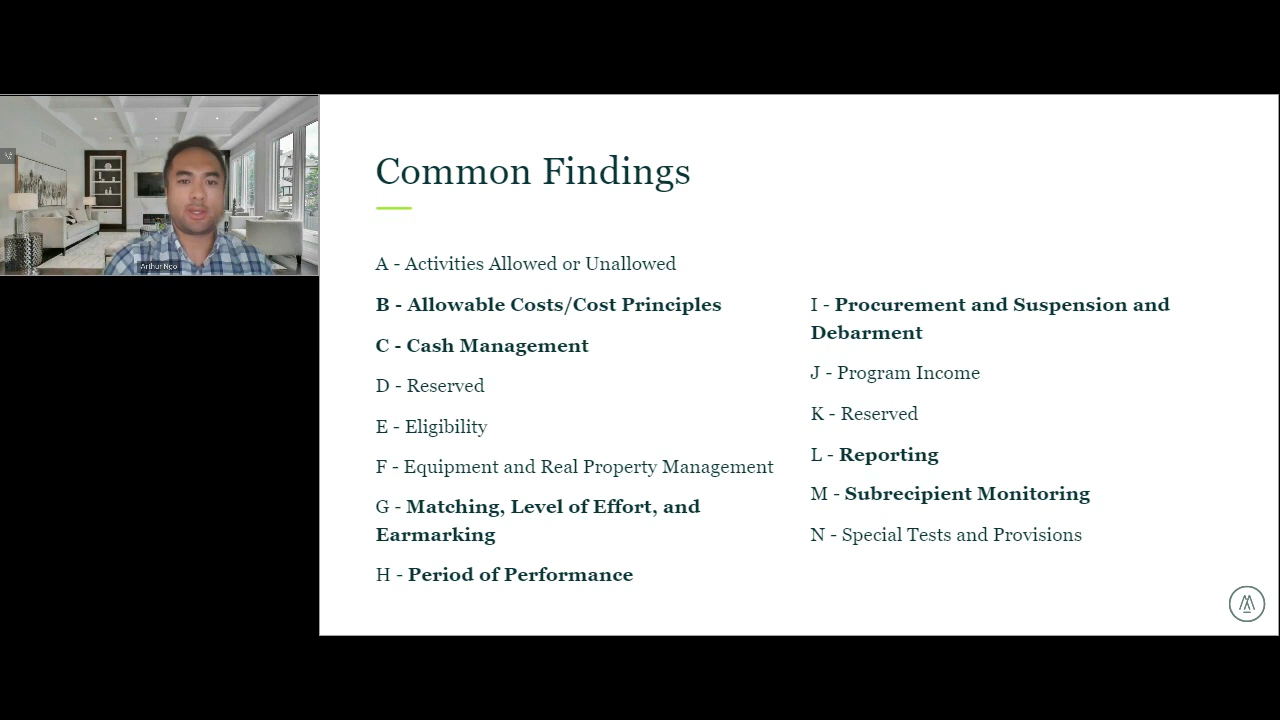 Common Findings
A - Activities Allowed or Unallowed
B - Allowable Costs/Cost Principles
C - Cash Management
D - Reserved
E - Eligibility
F - Equipment and Real Property Management
G - Matching, Level of Effort, and
Earmarking
H - Period of Performance
I - Procurement and Suspension and
Debarment
J - Program Income
K - Reserved
L - Reporting
M - Subrecipient Monitoring
N - Special Tests and Provisions
Arthur Ngo